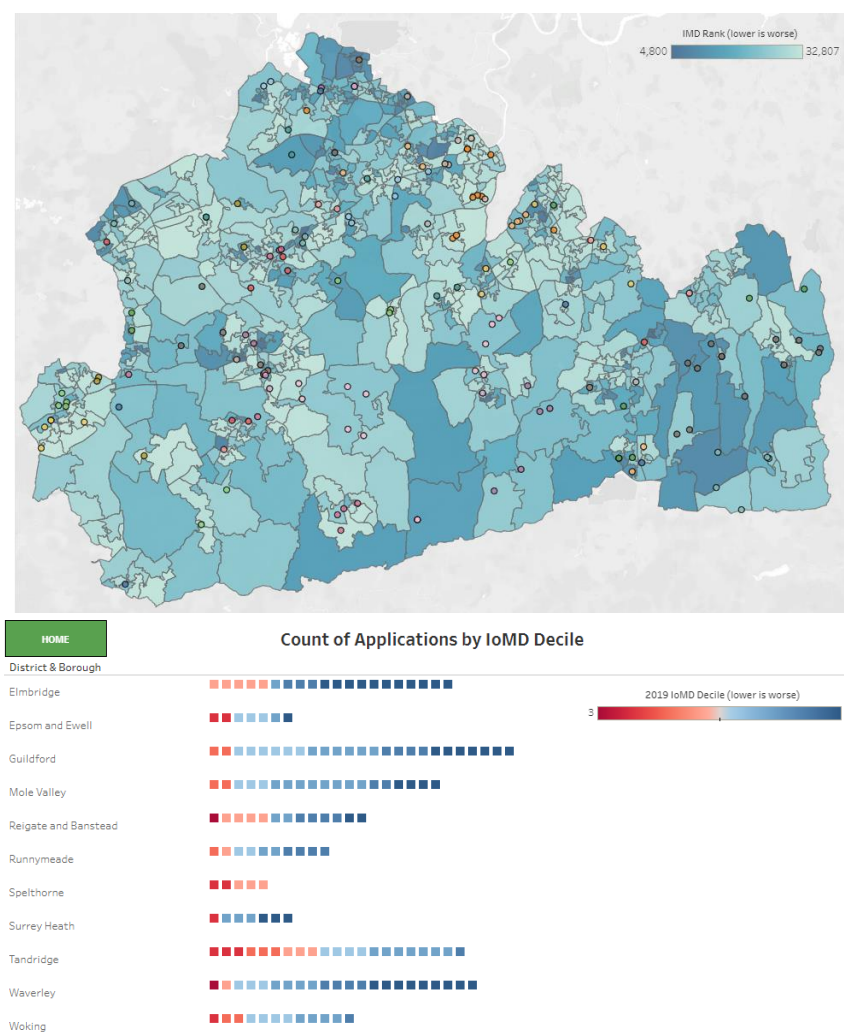 IMD Rank (lower is worse)
4,800 32,807
HOME
Count of Applications by IoMD Decile
District & Borough
Elmbridge
2019 IoMD Decile (lower is worse)
3
Epsom and Ewell
Guildford
Mole Valley
Reigate and Banstead
Runnymeade
Spelthorne
Surrey Heath
Tandridge
Waverley
Woking